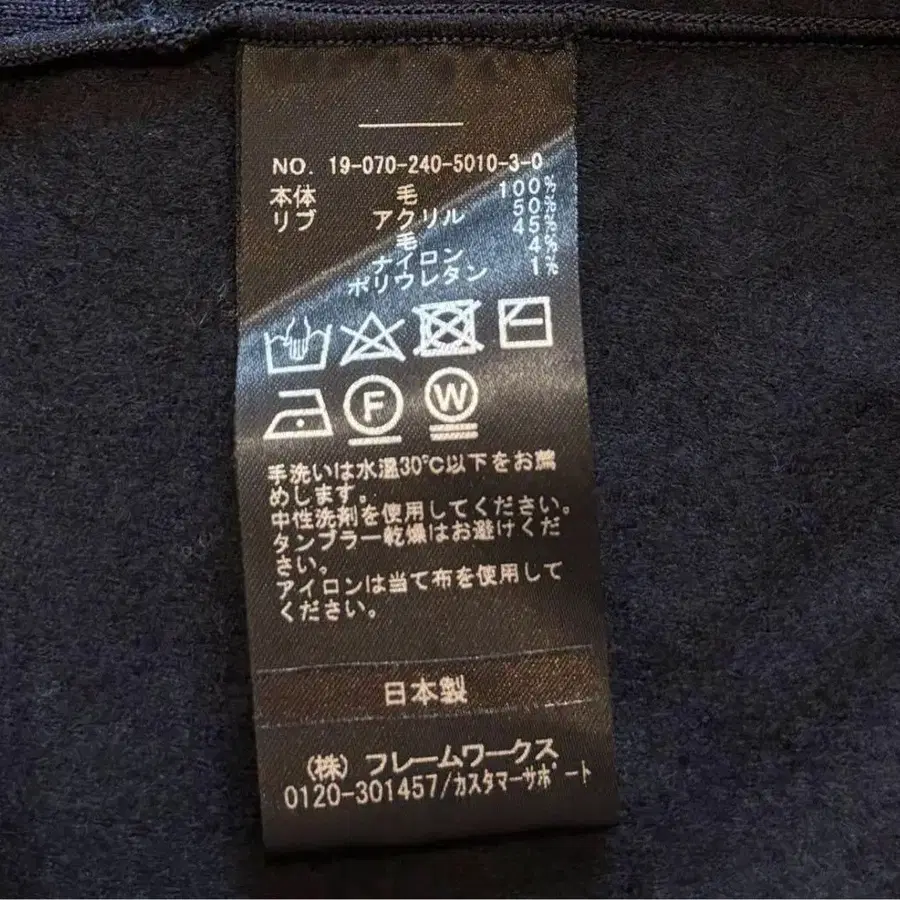 NO. 19-070-240-5010-3-0
本体 毛 100%
リブ アクリル 50%
毛 45%
ナイロン 4%
ポリウレタン 1%
F W
手洗いは水温30℃以下をお薦
めします。
中性洗剤を使用してください。
タンブラー乾燥はお避けくだ
さい。
アイロンは当て布を使用して
ください。
日本製
(株) フレームワークス
0120-301457/カスタマーサポート